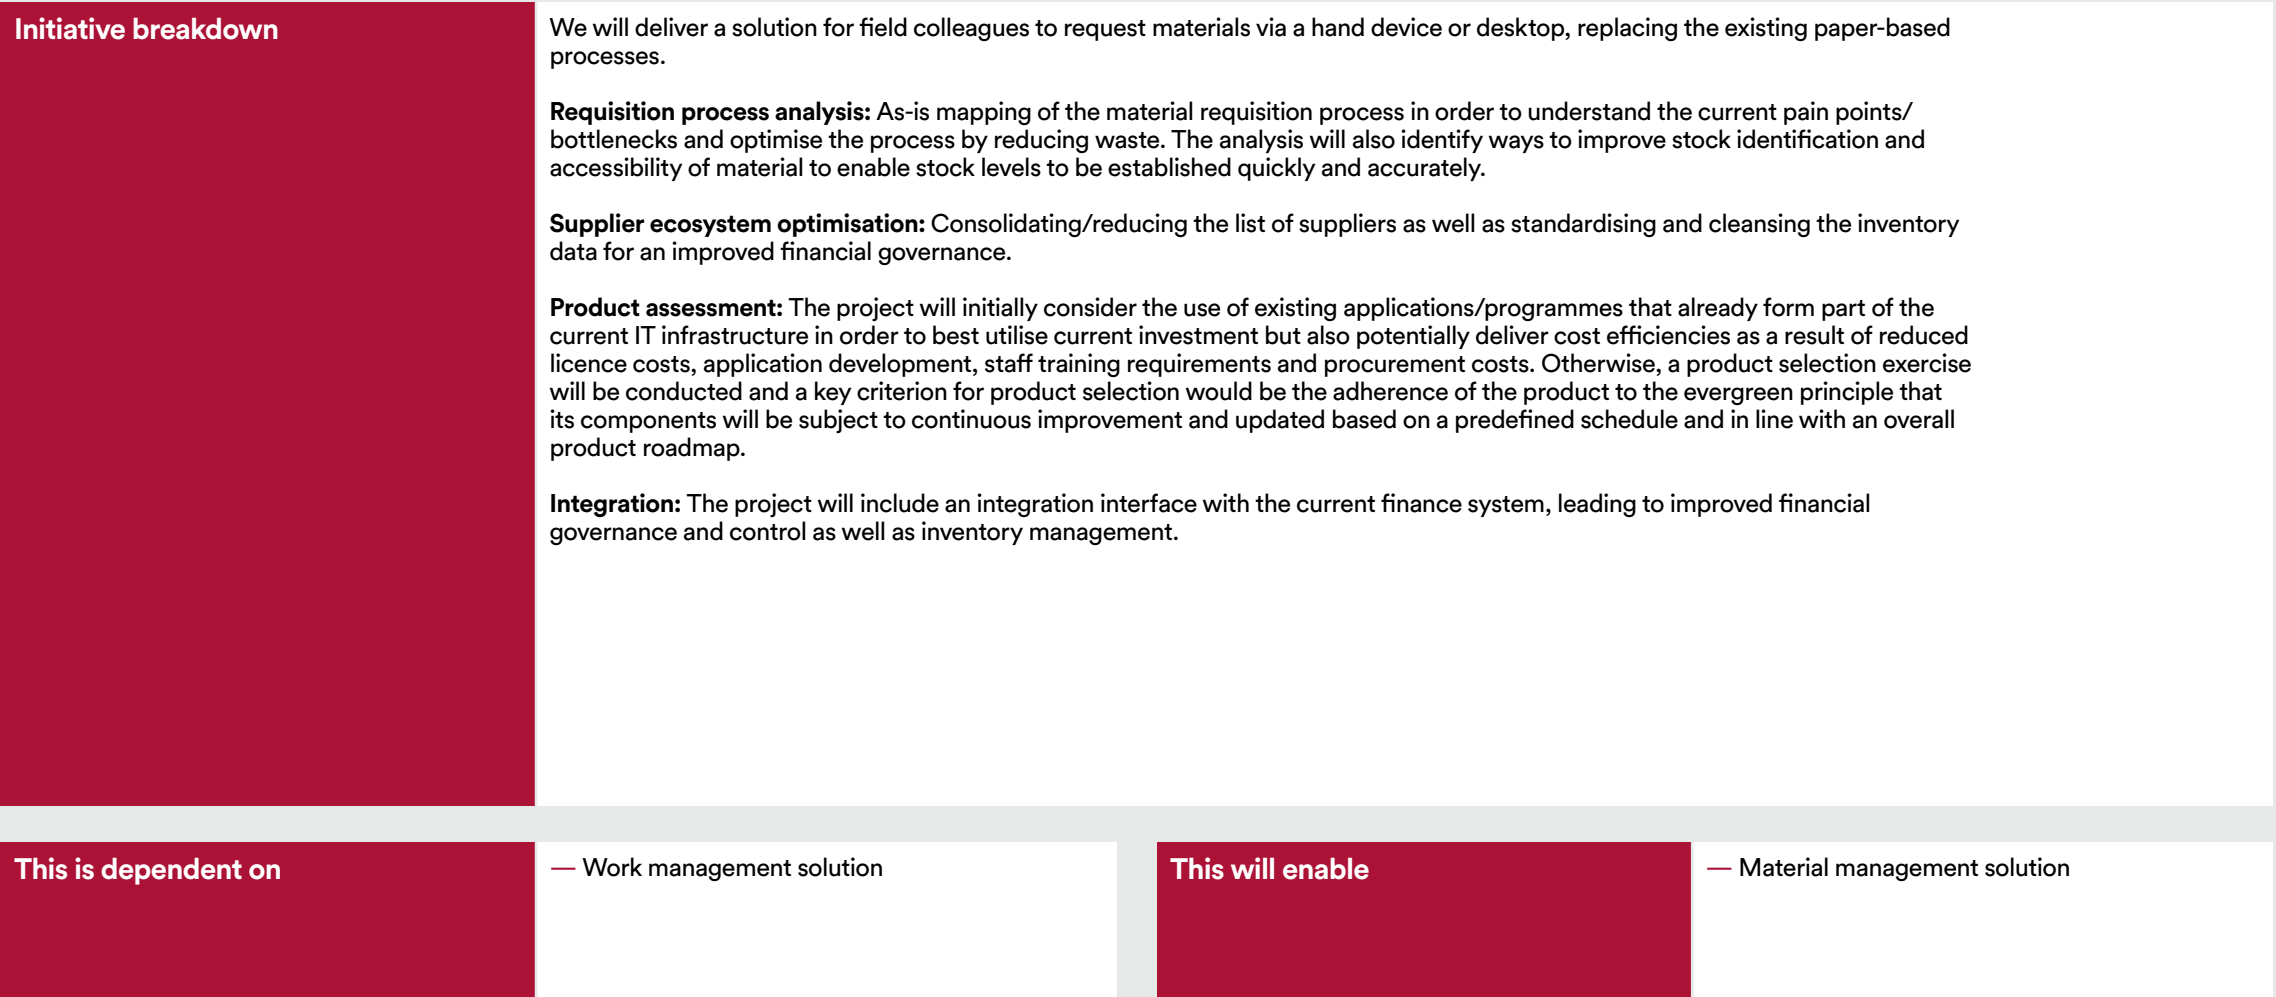 Initiative breakdown
We will deliver a solution for field colleagues to request materials via a hand device or desktop, replacing the existing paper-based
processes.
Requisition process analysis: As-is mapping of the material requisition process in order to understand the current pain points/
bottlenecks and optimise the process by reducing waste. The analysis will also identify ways to improve stock identification and
accessibility of material to enable stock levels to be established quickly and accurately.
Supplier ecosystem optimisation: Consolidating/reducing the list of suppliers as well as standardising and cleansing the inventory
data for an improved financial governance.
Product assessment: The project will initially consider the use of existing applications/programmes that already form part of the
current IT infrastructure in order to best utilise current investment but also potentially deliver cost efficiencies as a result of reduced
licence costs, application development, staff training requirements and procurement costs. Otherwise, a product selection exercise
will be conducted and a key criterion for product selection would be the adherence of the product to the evergreen principle that
its components will be subject to continuous improvement and updated based on a predefined schedule and in line with an overall
product roadmap.
Integration: The project will include an integration interface with the current finance system, leading to improved financial
governance and control as well as inventory management.
This is dependent on
— Work management solution
This will enable
— Material management solution